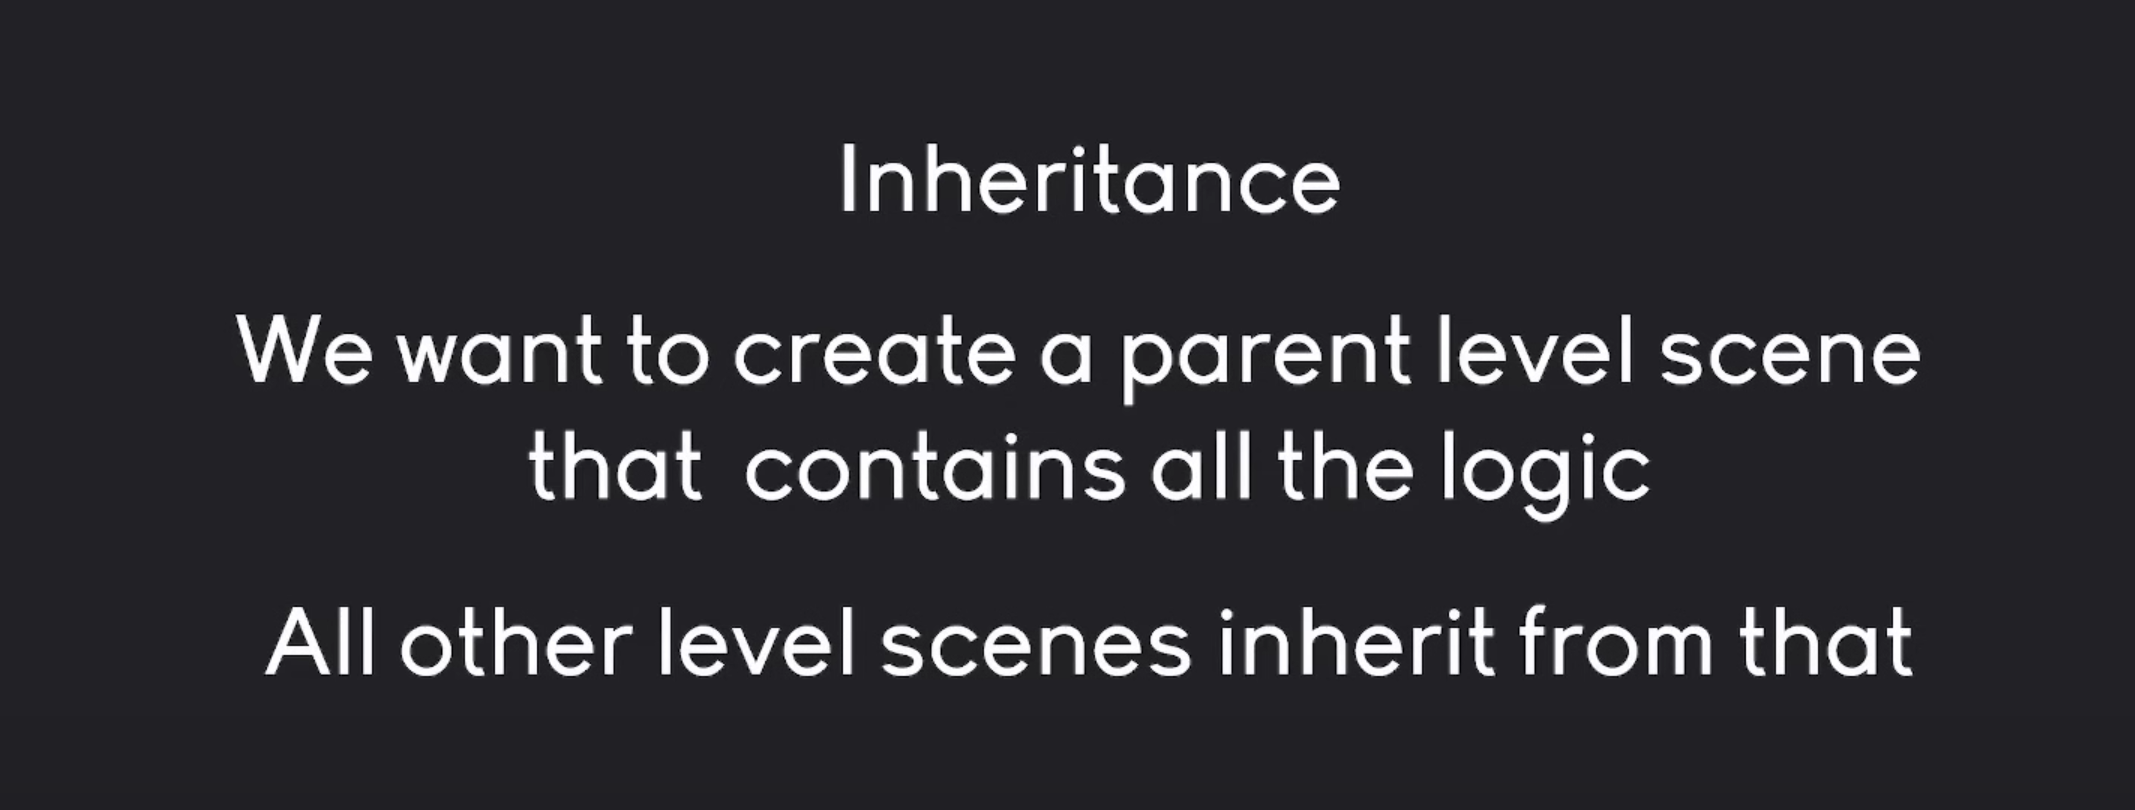 Inheritance
We want to create a parent level scene
that  contains all the logic
All other level scenes inherit from that